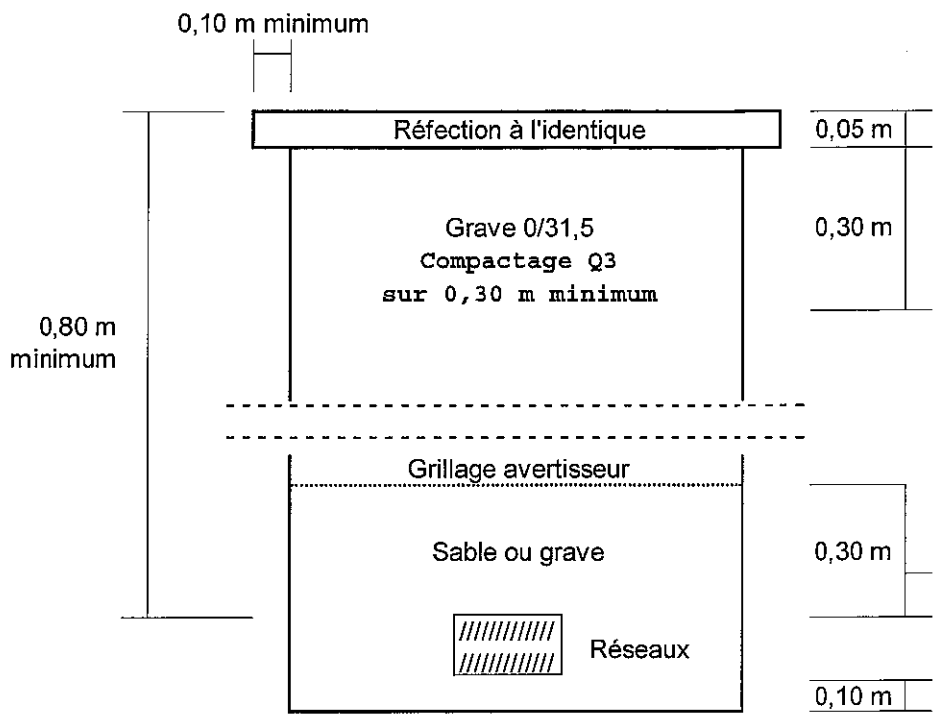 0,10 m minimum
Réfection à l'identique
0,05 m
Grave 0/31,5
Compactage Q3
sur 0,30 m minimum
0,30 m
0,80 m
minimum
Grillage avertisseur
Sable ou grave
0,30 m
Réseaux
0,10 m